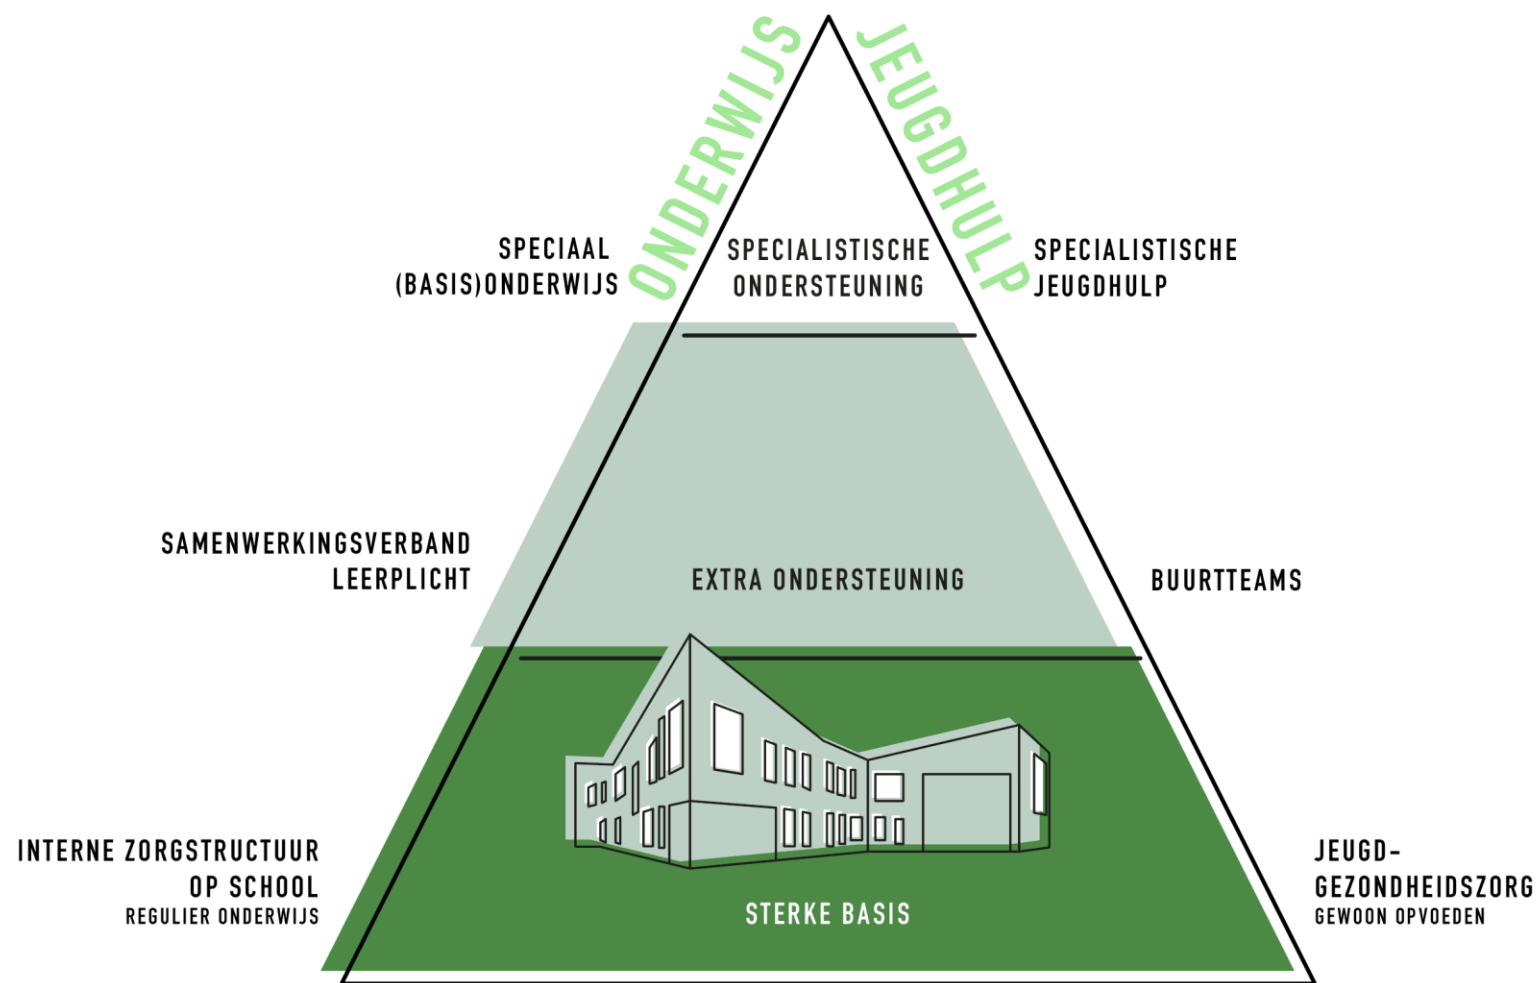 ONDERWIJS
JEUGDHULP
SPECIAAL
(BASIS)ONDERWIJS
SPECIALISTISCHE
ONDERSTEUNING
SPECIALISTISCHE
JEUGDHULP
SAMENWERKINGSVERBAND
LEERPLICHT
EXTRA ONDERSTEUNING
BUURTTEAMS
INTERNE ZORGSTRUCTUUR
OP SCHOOL
REGULIER ONDERWIJS
STERKE BASIS
JEUGD-
GEZONDHEIDSZORG
GEWOON OPVOEDEN